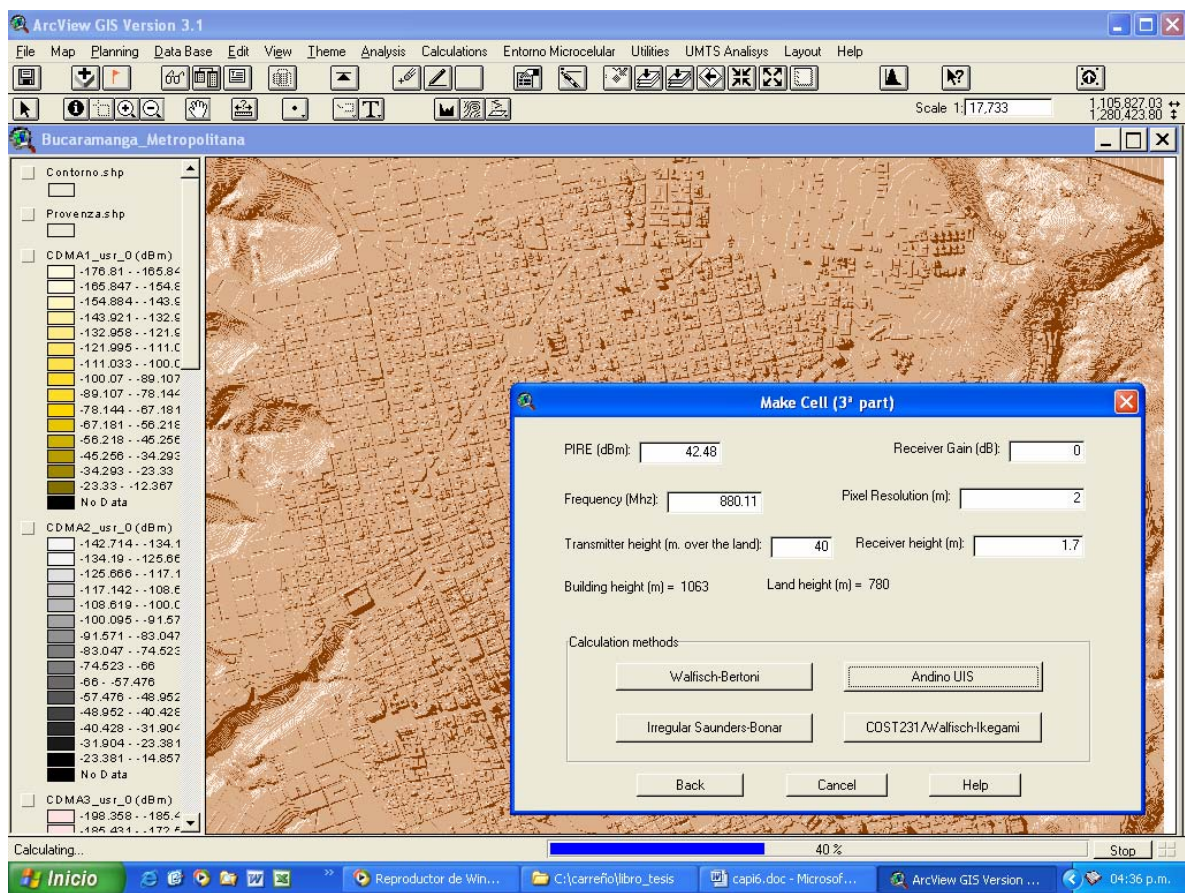 ArcView GIS Version 3.1
File Map Planning Data Base Edit View Theme Analysis Calculations Entorno Microcelular Utilities UMTS Analisys Layout Help
Scale 1: 17,733
1,105,827.03
1,280,423.80
Bucaramanga_Metropolitana
Contorno.shp
Provenza.shp
CDMA1_usr_0 (dBm)
-176.81 - -165.84
-165.847 - -154.8
-154.884 - -143.9
-143.921 - -132.9
-132.958 - -121.9
-121.995 - -111.0
-111.033 - -100.0
-100.07 - -89.107
-89.107 - -78.144
-78.144 - -67.181
-67.181 - -56.218
-56.218 - -45.256
-45.256 - -34.293
-34.293 - -23.33
-23.33 - -12.367
No Data
CDMA2_usr_0 (dBm)
-142.714 - -134.1
-134.19 - -125.66
-125.666 - -117.1
-117.142 - -108.6
-108.619 - -100.0
-100.095 - -91.57
-91.571 - -83.047
-83.047 - -74.523
-74.523 - -66
-66 - -57.476
-57.476 - -48.952
-48.952 - -40.428
-40.428 - -31.904
-31.904 - -23.381
-23.381 - -14.857
No Data
CDMA3_usr_0 (dBm)
-198.358 - -185.4
Make Cell (3ª part)
PIRE (dBm): 42.48 Receiver Gain (dB): 0
Frequency (Mhz): 880.11 Pixel Resolution (m): 2
Transmitter height (m. over the land): 40 Receiver height (m): 1.7
Building height (m) = 1063 Land height (m) = 780
Calculation methods
Walfisch-Bertoni Andino UIS
Irregular Saunders-Bonar COST231/Walfisch-Ikegami
Back Cancel Help
Calculating... 40 % Stop
Inicio Reproductor de Win... C:\carreño\libro_tesis capi6.doc - Microsof... ArcView GIS Version ... 04:36 p.m.